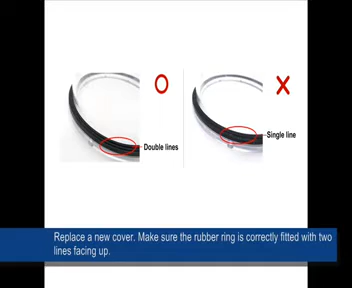 Double lines
Single line
Replace a new cover. Make sure the rubber ring is correctly fitted with two
lines facing up.